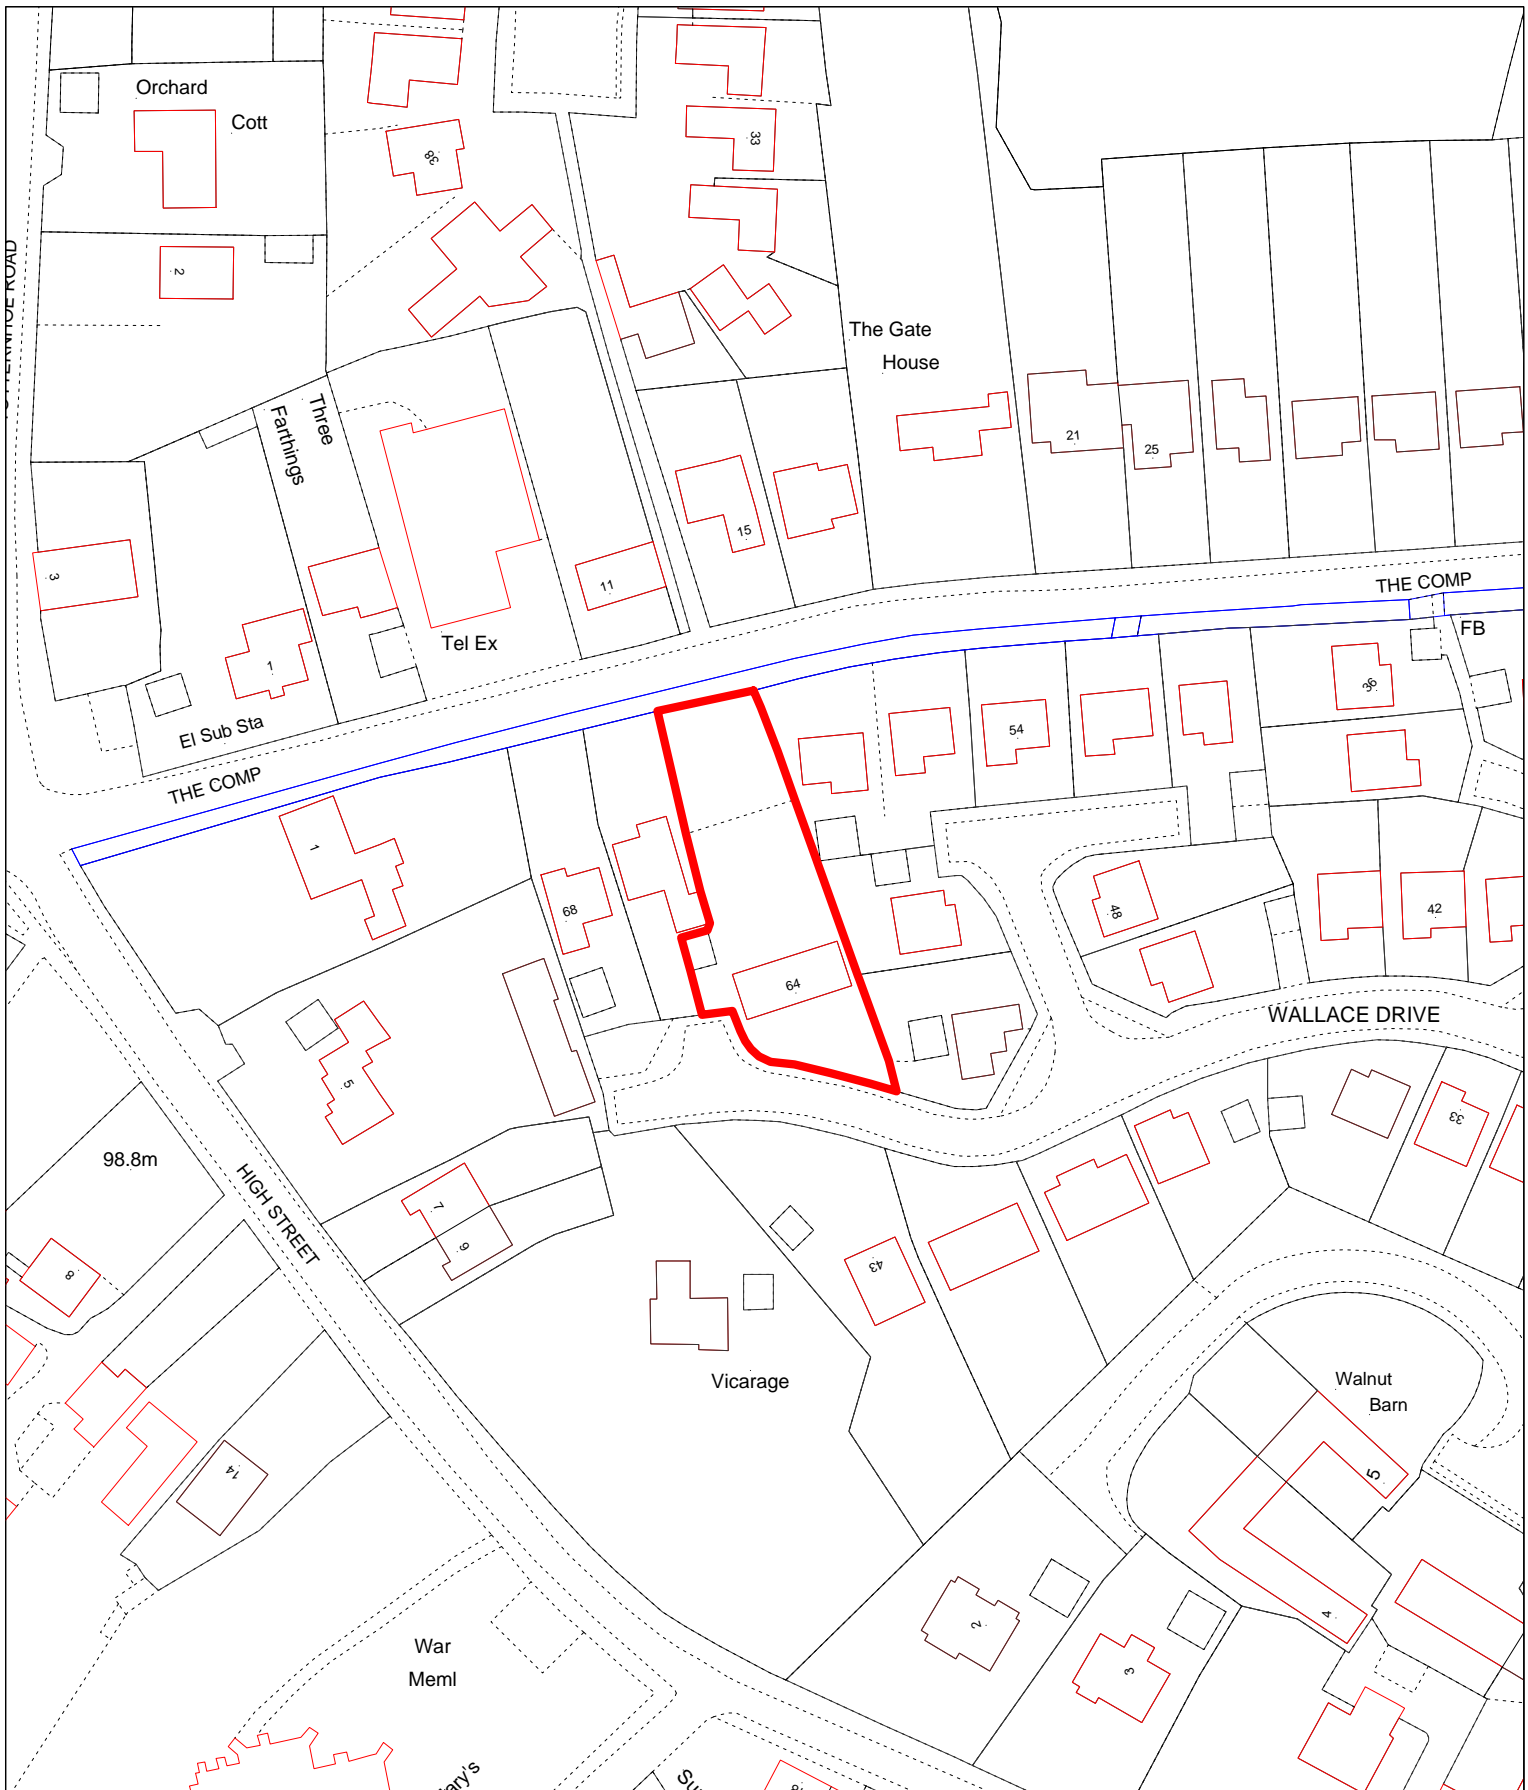 Orchard
Cott
38
33
2
The Gate
House
Three
Farthings
21
25
15
3
11
THE COMP
FB
Tel Ex
1
36
El Sub Sta
54
THE COMP
1
68
48
42
64
WALLACE DRIVE
5
33
98.8m
HIGH STREET
7
9
8
43
Vicarage
Walnut
Barn
14
5
2
4
War
Meml
3